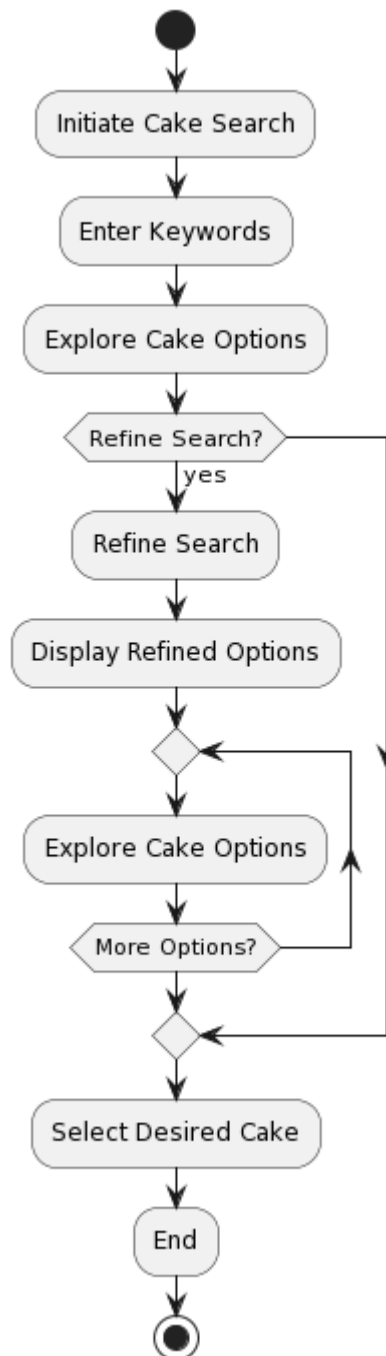 Initiate Cake Search
Enter Keywords
Explore Cake Options
Refine Search?
yes
Refine Search
Display Refined Options
Explore Cake Options
More Options?
Select Desired Cake
End